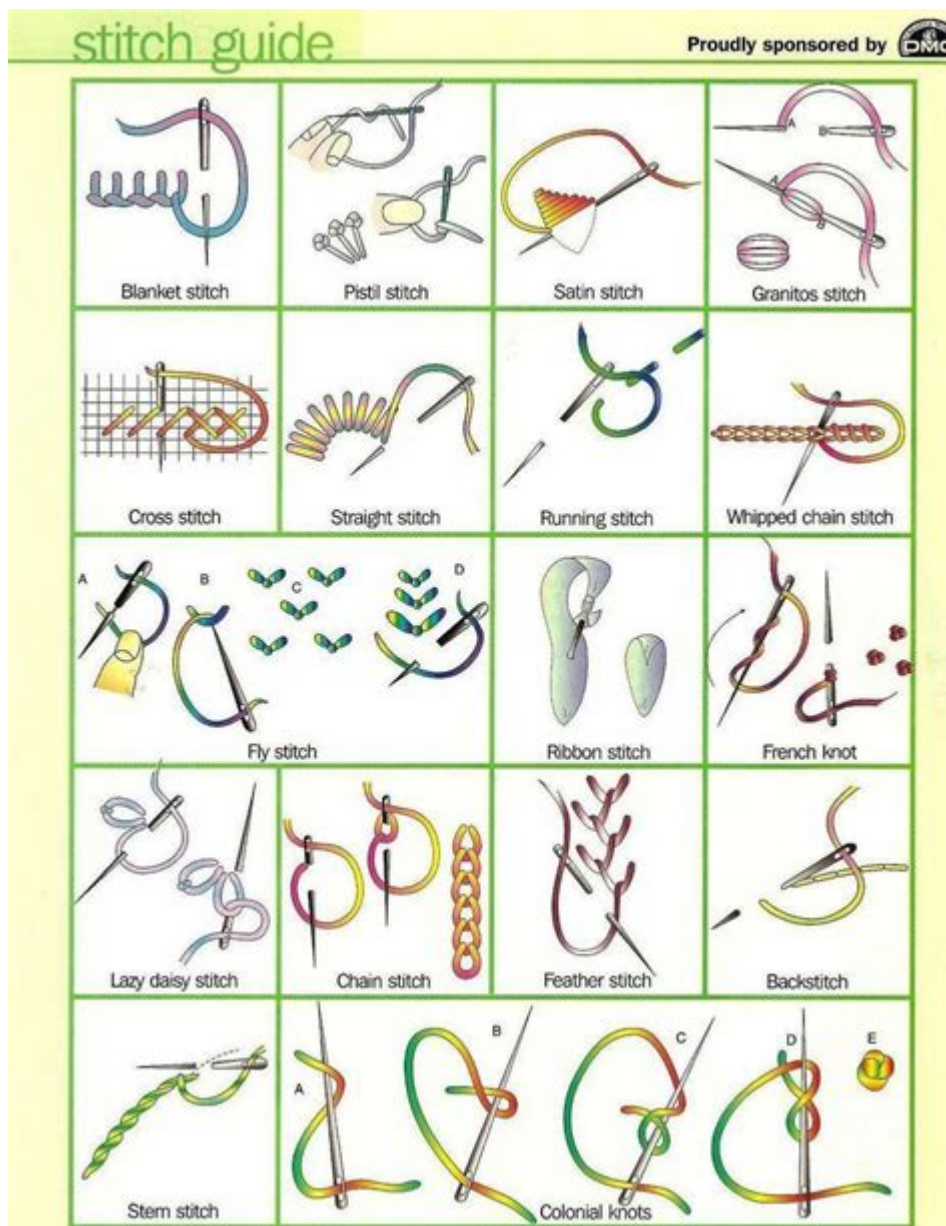 stitch guide
Proudly sponsored by DMC
Blanket stitch
Pistil stitch
Satin stitch
A
A
B
Granitos stitch
Cross stitch
Straight stitch
Running stitch
Whipped chain stitch
A
B
C
D
Fly stitch
Ribbon stitch
French knot
Lazy daisy stitch
Chain stitch
Feather stitch
Backstitch
Stem stitch
A
B
C
D
E
Colonial knots